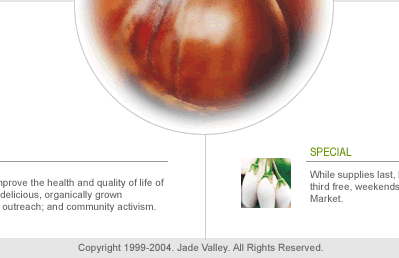 SPECIAL
improve the health and quality of life of
delicious, organically grown
outreach; and community activism.
While supplies last,
third free, weekends
Market.
Copyright 1999-2004. Jade Valley. All Rights Reserved.